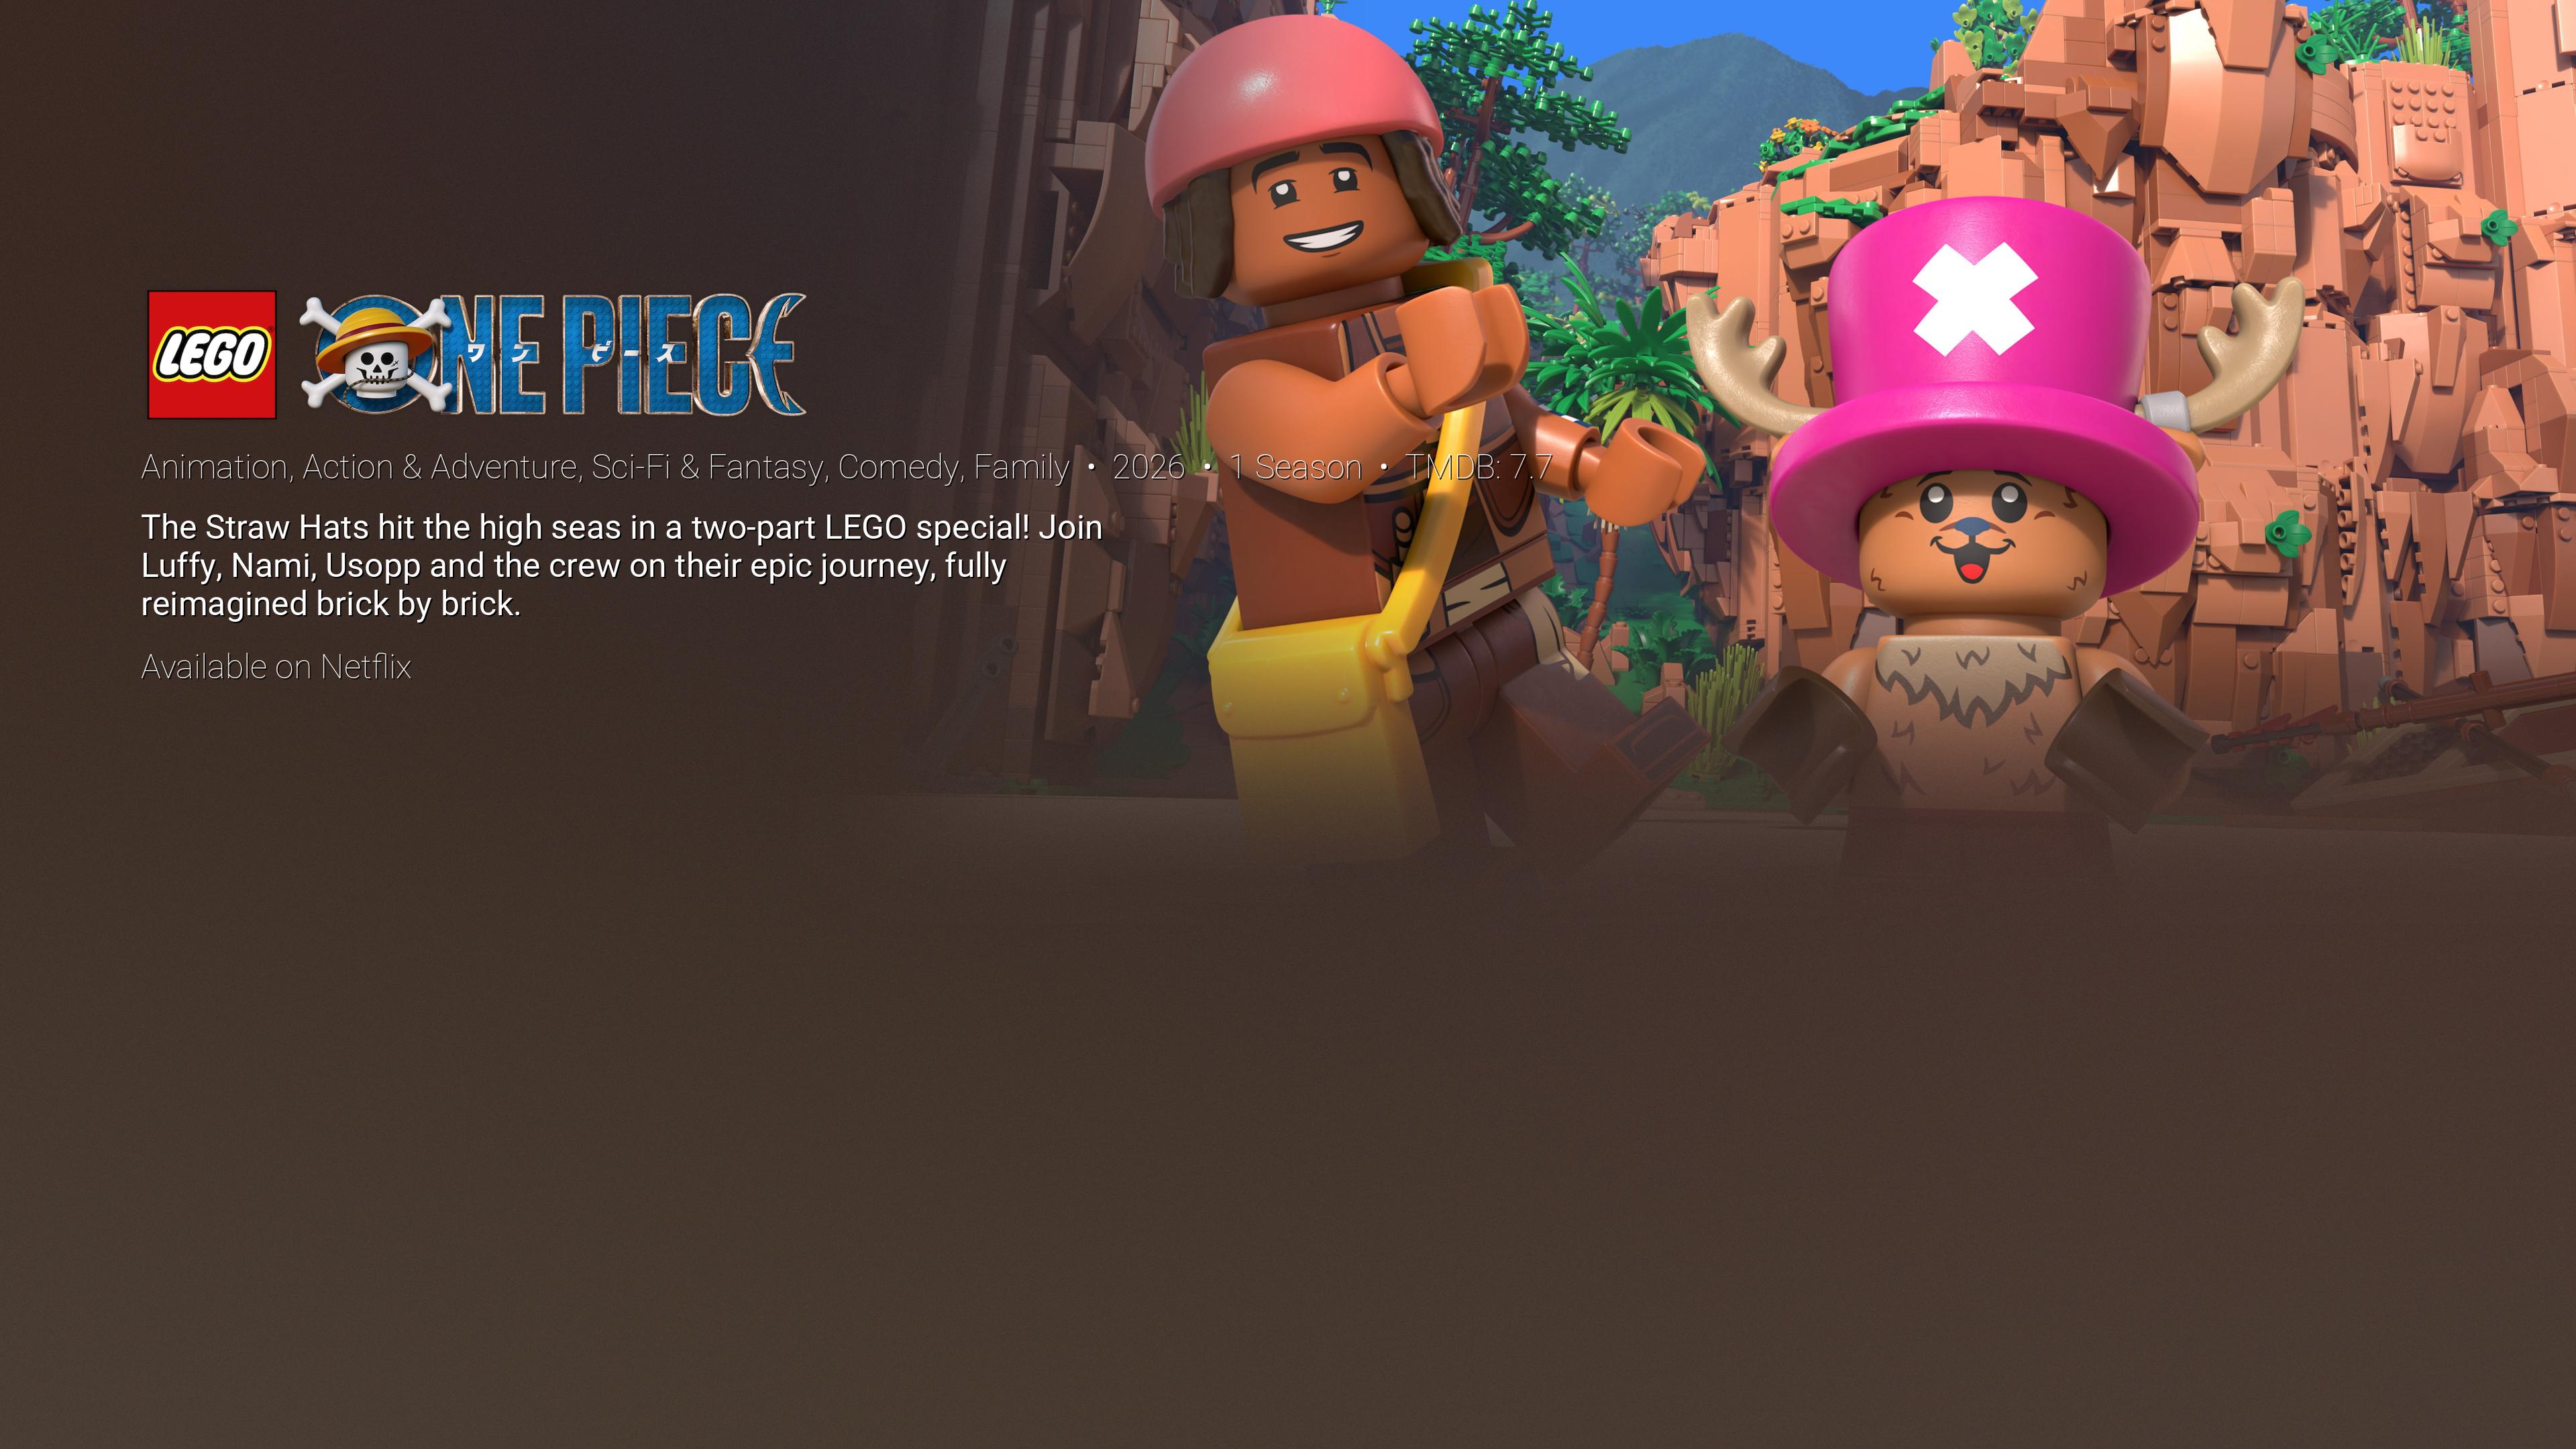 LEGO ONE PIECE
ワンピース
Animation, Action & Adventure, Sci-Fi & Fantasy, Comedy, Family • 2026 • 1 Season • TMDB: 7.7
The Straw Hats hit the high seas in a two-part LEGO special! Join
Luffy, Nami, Usopp and the crew on their epic journey, fully
reimagined brick by brick.
Available on Netflix